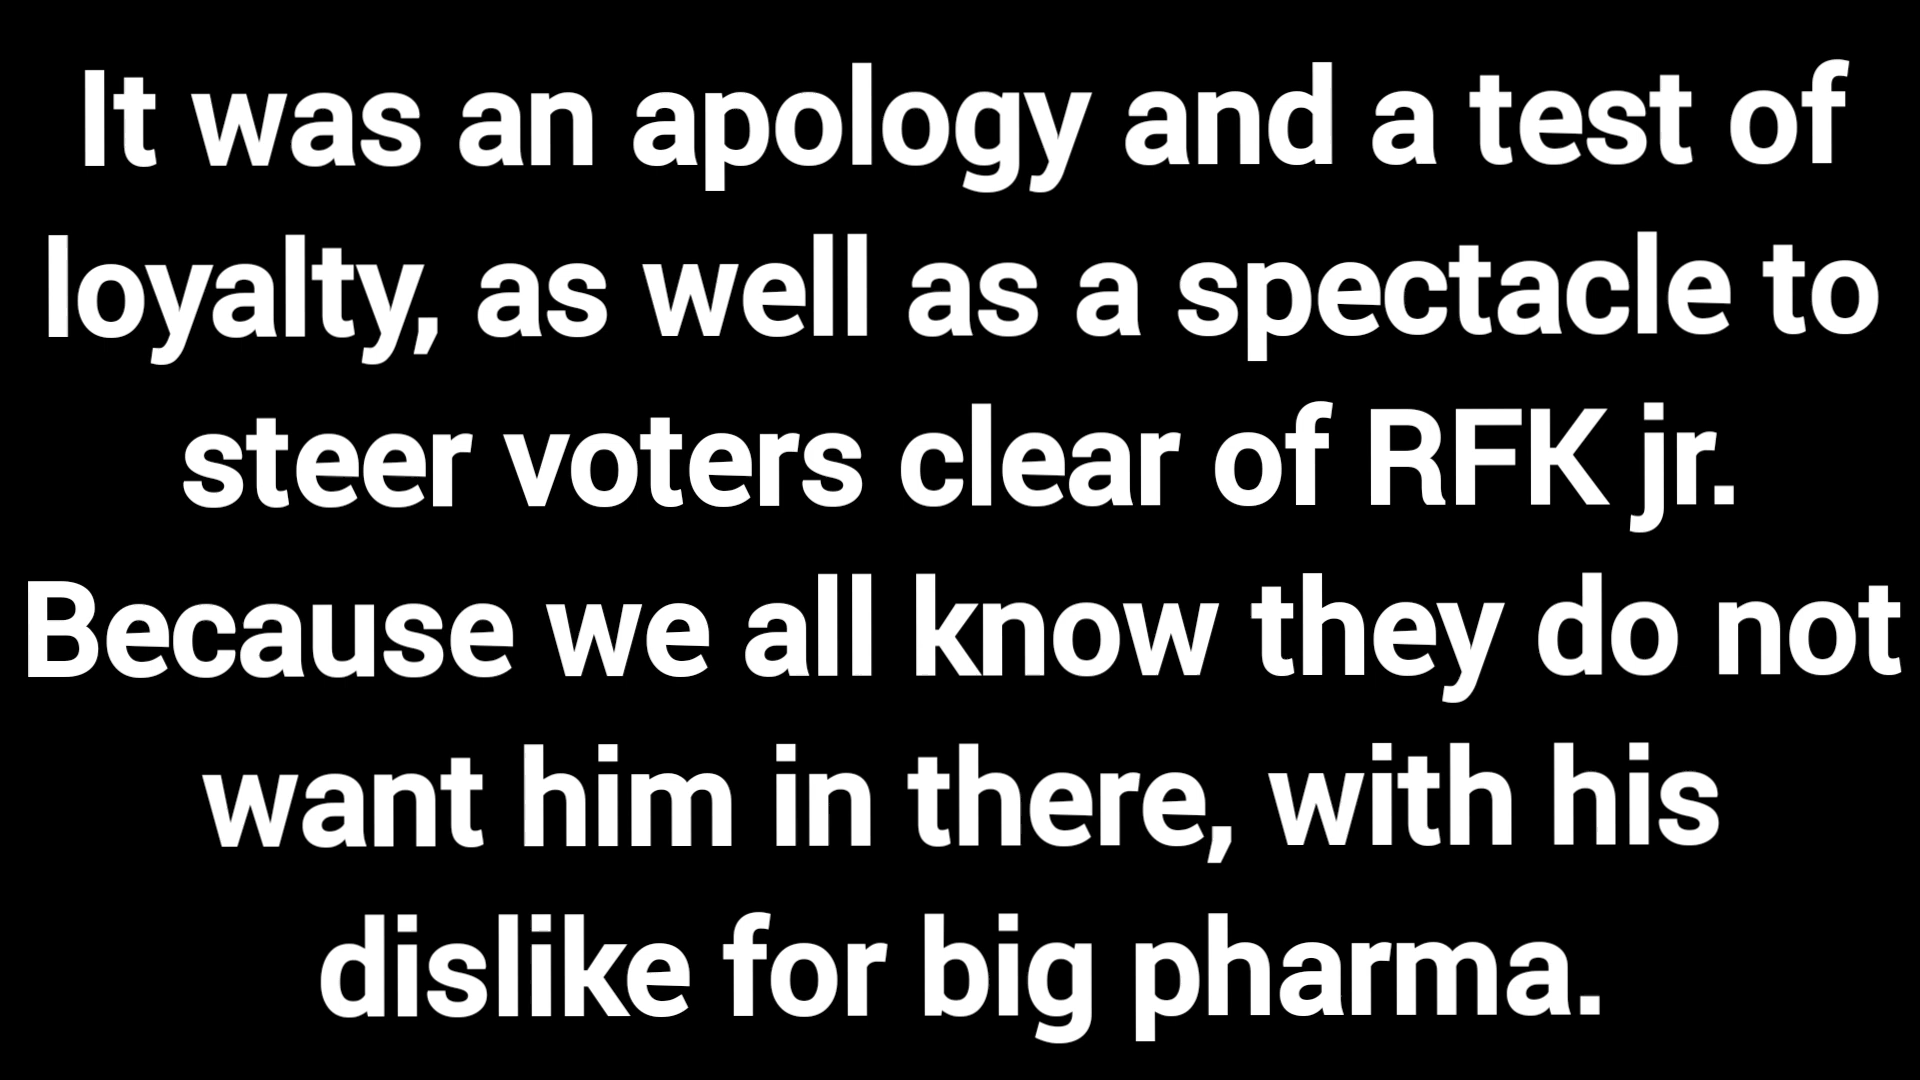 It was an apology and a test of
loyalty, as well as a spectacle to
steer voters clear of RFK jr.
Because we all know they do not
want him in there, with his
dislike for big pharma.